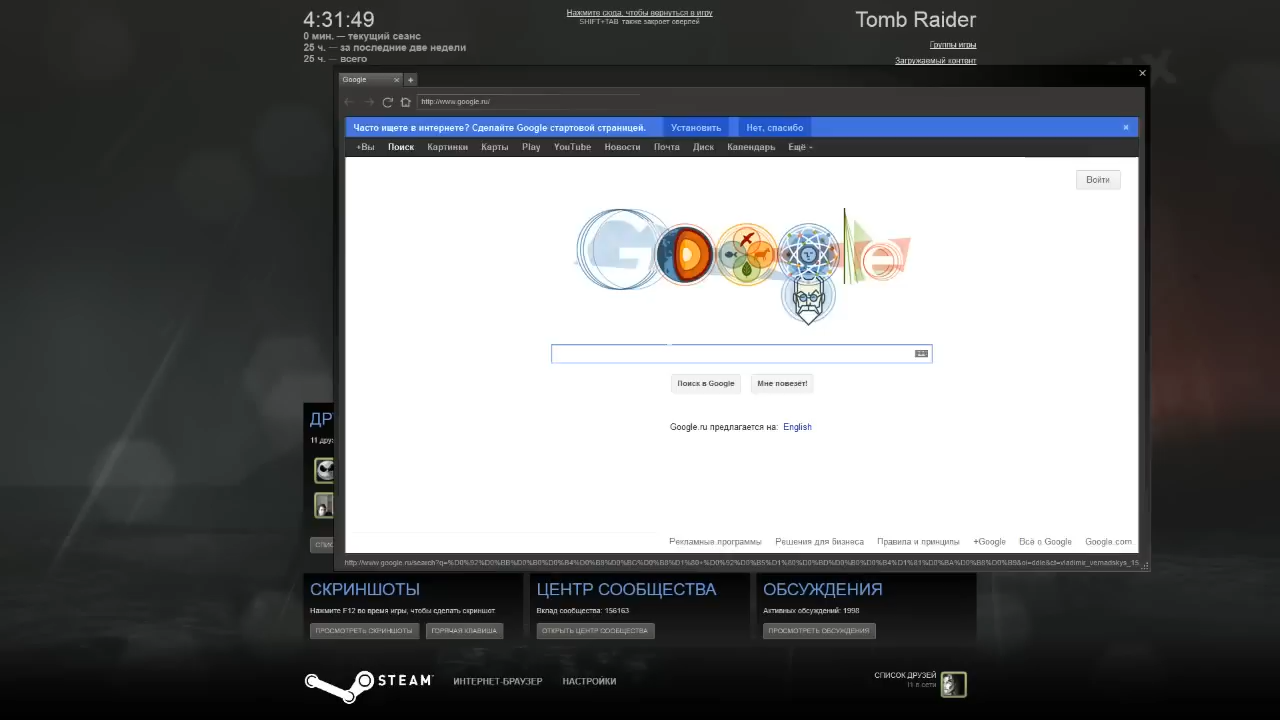 4:31:49
0 мин. — текущий сеанс
25 ч. — за последние две недели
25 ч. — всего
Нажмите сюда, чтобы вернуться в игру
SHIFT+TAB также закроет оверлей
Tomb Raider
Группы игры
Загружаемый контент
Google
http://www.google.ru/
Часто ищете в интернете? Сделайте Google стартовой страницей.
Установить
Нет, спасибо
+Вы Поиск Картинки Карты Play YouTube Новости Почта Диск Календарь Ещё
Войти
Поиск в Google
Мне повезёт!
Google.ru предлагается на: English
Рекламные программы Решения для бизнеса Правила и принципы +Google Всё о Google Google.com
ДР
11 друз
СПИС
СКРИНШОТЫ
Нажмите F12 во время игры, чтобы сделать скриншот.
ПРОСМОТРЕТЬ СКРИНШОТЫ
ГОРЯЧАЯ КЛАВИША
ЦЕНТР СООБЩЕСТВА
Вклад сообщества: 156163
ОТКРЫТЬ ЦЕНТР СООБЩЕСТВА
ОБСУЖДЕНИЯ
Активных обсуждений: 1998
ПРОСМОТРЕТЬ ОБСУЖДЕНИЯ
STEAM
ИНТЕРНЕТ-БРАУЗЕР
НАСТРОЙКИ
СПИСОК ДРУЗЕЙ